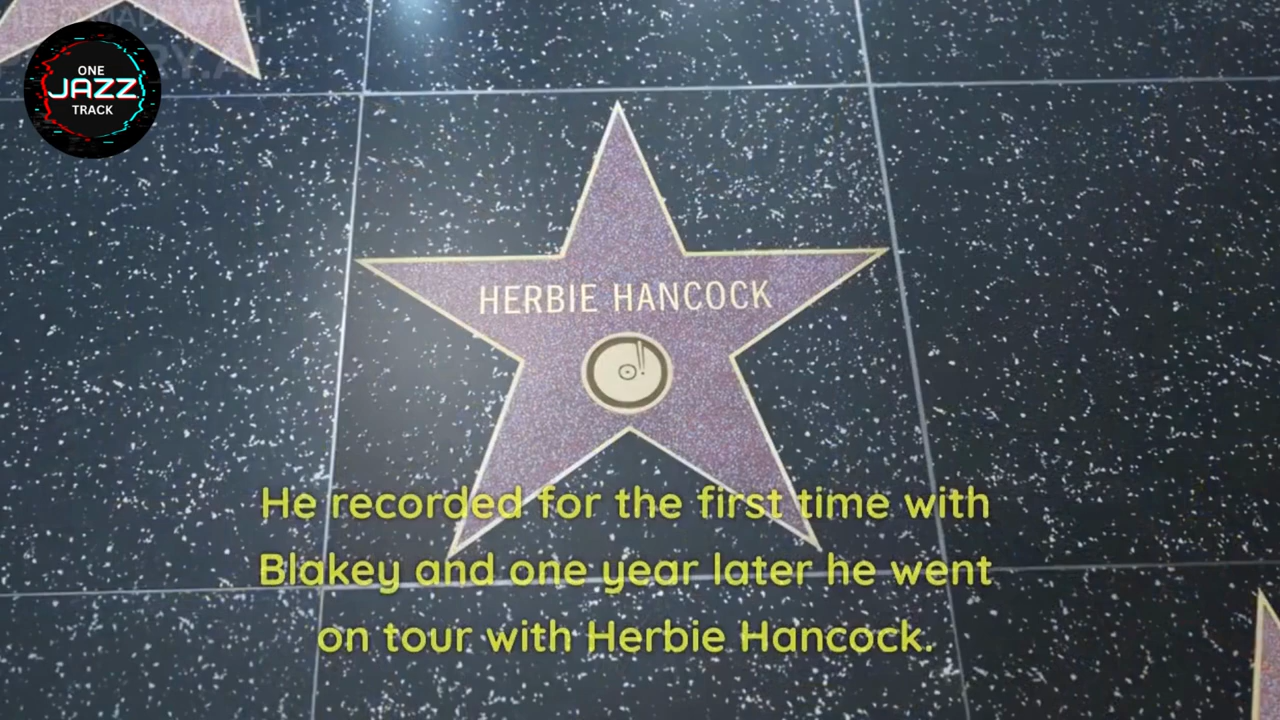 ONE
JAZZ
TRACK
HERBIE HANCOCK
He recorded for the first time with
Blakey and one year later he went
on tour with Herbie Hancock.